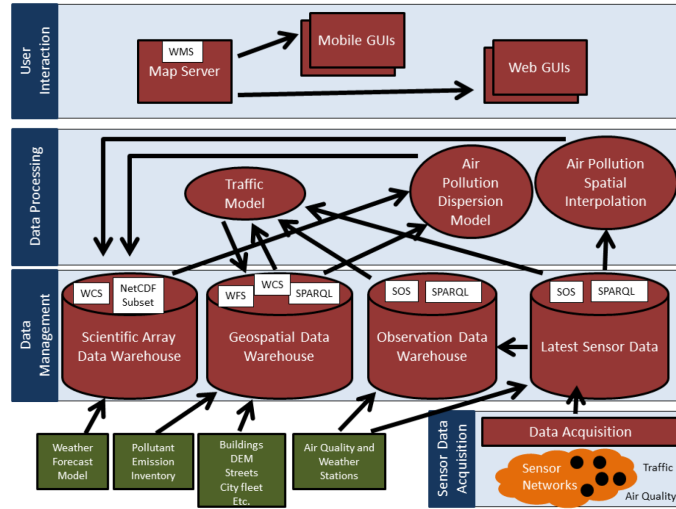 User
Interaction
WMS
Map Server
Mobile GUIs
Web GUIs
Data Processing
Traffic
Model
Air
Pollution
Dispersion
Model
Air Pollution
Spatial
Interpolation
Data
Management
WCS
NetCDF
Subset
Scientific Array
Data Warehouse
WFS
WCS
SPARQL
Geospatial Data
Warehouse
SOS
SPARQL
Observation Data
Warehouse
SOS
SPARQL
Latest Sensor Data
Weather
Forecast
Model
Pollutant
Emission
Inventory
Buildings
DEM
Streets
City fleet
Etc.
Air Quality and
Weather
Stations
Sensor Data
Acquisition
Data Acquisition
Sensor
Networks
Traffic
Air Quality